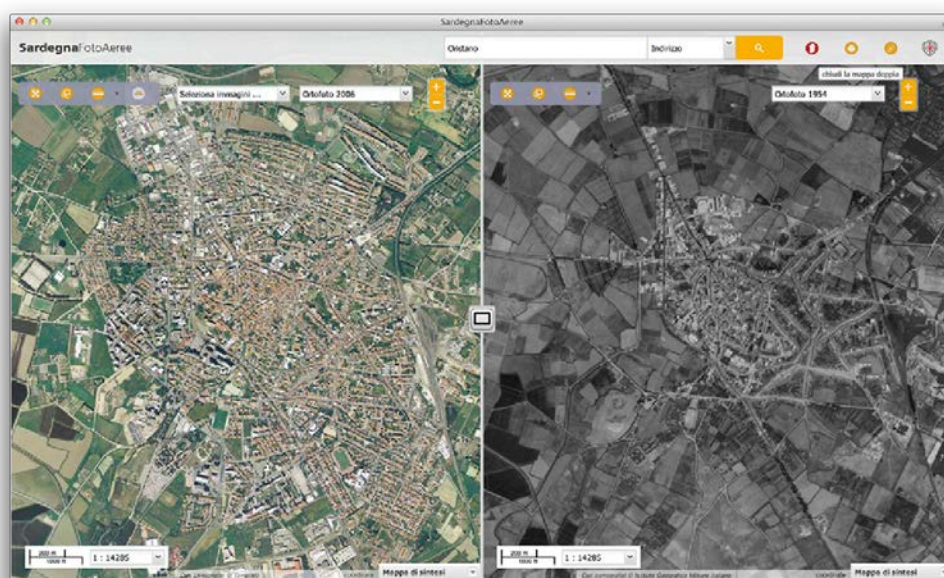 SardegnaFotoAeree
SardegnaFotoAeree
Oristano
Indirizzo
chiudi la mappa doppia
Seleziona immagini ...
Ortofoto 2006
Ortofoto 1954
200 m
1000 ft
1 : 14285
Mappa di sintesi
200 m
1000 ft
1 : 14285
Mappa di sintesi